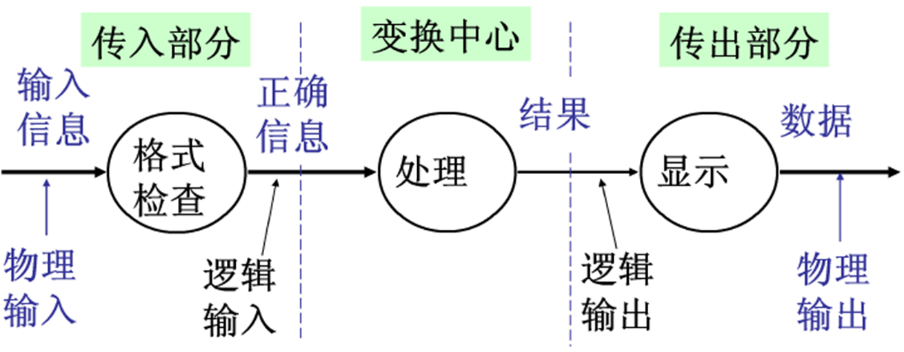 传入部分
变换中心
传出部分
输入
信息
正确
信息
结果
数据
格式
检查
处理
显示
物理
输入
逻辑
输入
逻辑
输出
物理
输出